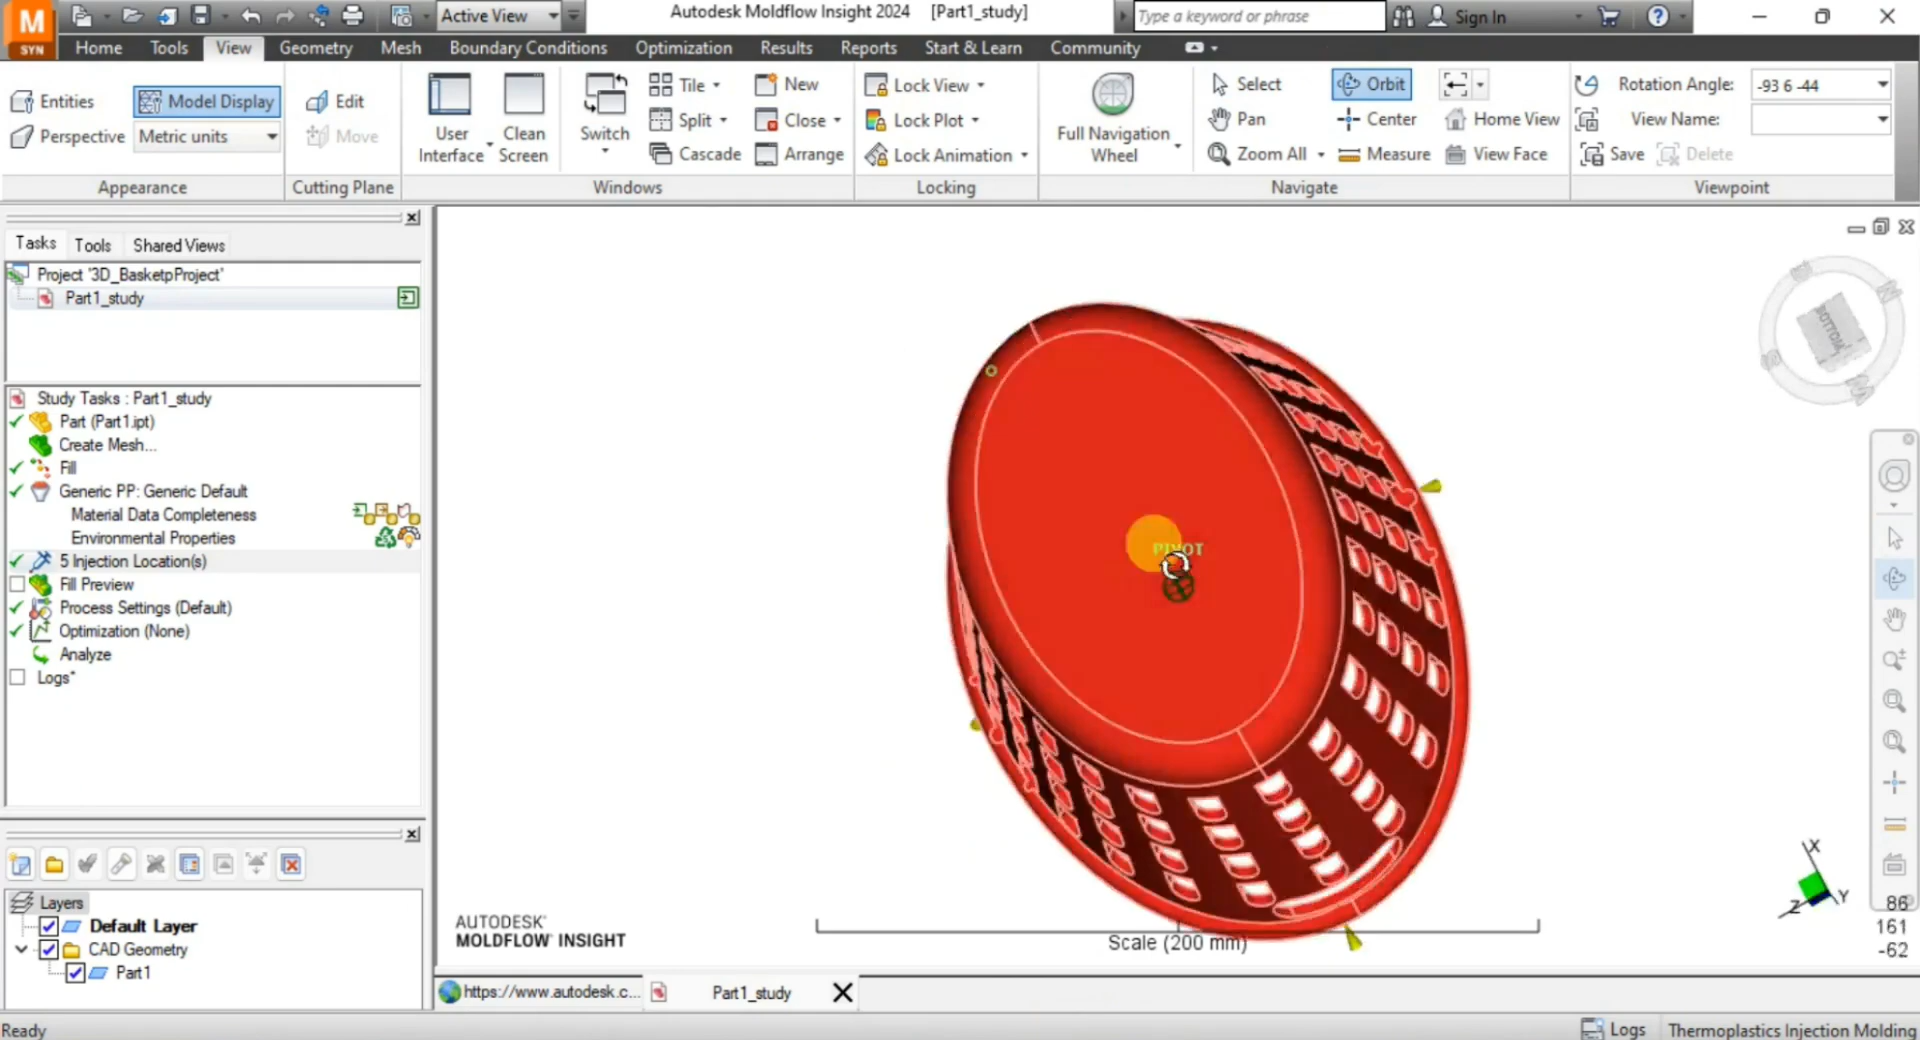 M
SYN
Active View
Autodesk Moldflow Insight 2024 [Part1_study]
Type a keyword or phrase
Sign In
Home Tools View Geometry Mesh Boundary Conditions Optimization Results Reports Start & Learn Community
Entities
Model Display
Perspective
Metric units
Appearance
Edit
Move
Cutting Plane
User Interface
Clean Screen
Switch
Tile
Split
Cascade
New
Close
Arrange
Windows
Lock View
Lock Plot
Lock Animation
Locking
Full Navigation Wheel
Select
Pan
Zoom All
Orbit
Center
Measure
Home View
View Face
Navigate
Rotation Angle: -93 6 -44
View Name:
Save
Delete
Viewpoint
Tasks Tools Shared Views
Project '3D_BasketpProject'
Part1_study
Study Tasks : Part1_study
Part (Part1.ipt)
Create Mesh...
Fill
Generic PP: Generic Default
Material Data Completeness
Environmental Properties
5 Injection Location(s)
Fill Preview
Process Settings (Default)
Optimization (None)
Analyze
Logs*
Layers
Default Layer
CAD Geometry
Part1
BOTTOM
PIVOT
AUTODESK
MOLDFLOW INSIGHT
Scale (200 mm)
X
Y
Z
86
161
-62
https://www.autodesk.c...
Part1_study
Ready
Logs
Thermoplastics Injection Molding